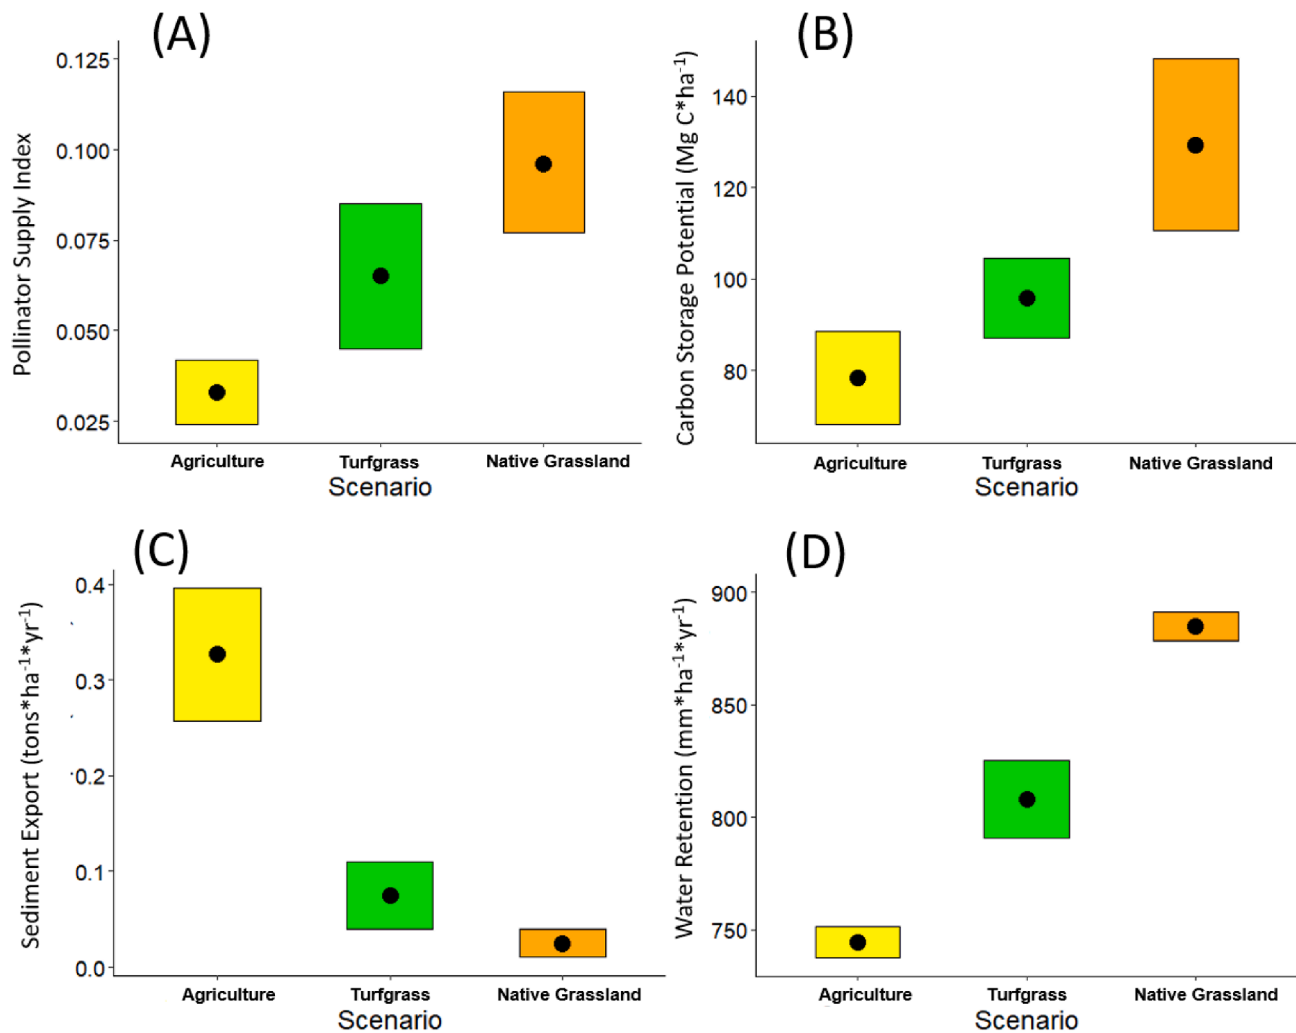 (A)
Pollinator Supply Index
0.125
0.100
0.075
0.050
0.025
Agriculture Turfgrass Native Grassland
Scenario
(B)
Carbon Storage Potential (Mg C*ha⁻¹)
140
120
100
80
Agriculture Turfgrass Native Grassland
Scenario
(C)
Sediment Export (tons*ha⁻¹*yr⁻¹)
0.4
0.3
0.2
0.1
0.0
Agriculture Turfgrass Native Grassland
Scenario
(D)
Water Retention (mm*ha⁻¹*yr⁻¹)
900
850
800
750
Agriculture Turfgrass Native Grassland
Scenario